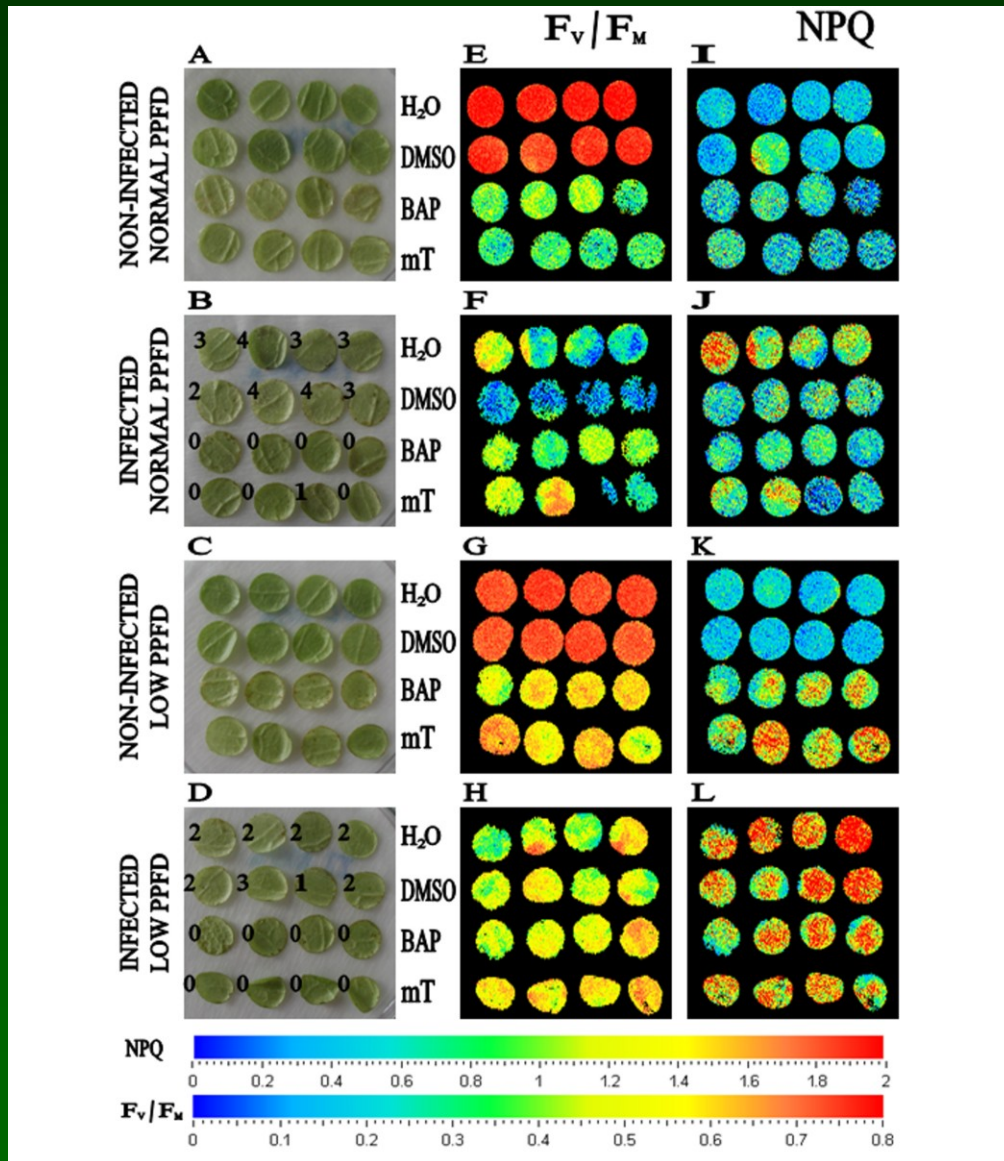 Fᵥ/Fₘ NPQ
A E I
NON-INFECTED
NORMAL PPFD
H₂O
DMSO
BAP
mT
B F J
INFECTED
NORMAL PPFD
3 4 3 3 H₂O
2 4 4 3 DMSO
0 0 0 0 BAP
0 0 1 0 mT
C G K
NON-INFECTED
LOW PPFD
H₂O
DMSO
BAP
mT
D H L
INFECTED
LOW PPFD
2 2 2 2 H₂O
2 3 1 2 DMSO
0 0 0 0 BAP
0 0 0 0 mT
NPQ
0 0.2 0.4 0.6 0.8 1 1.2 1.4 1.6 1.8 2
Fᵥ/Fₘ
0 0.1 0.2 0.3 0.4 0.5 0.6 0.7 0.8